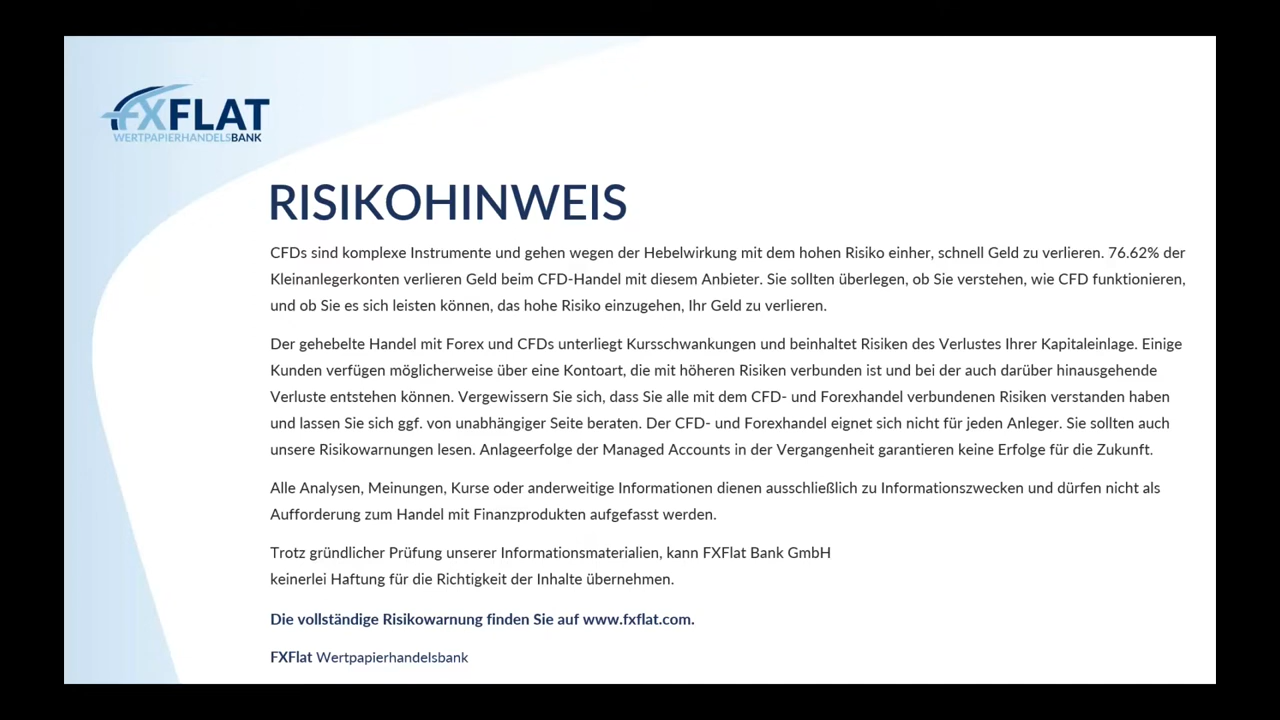 FXFLAT
WERTPAPIERHANDELSBANK
RISIKOHINWEIS
CFDs sind komplexe Instrumente und gehen wegen der Hebelwirkung mit dem hohen Risiko einher, schnell Geld zu verlieren. 76.62% der
Kleinanlegerkonten verlieren Geld beim CFD-Handel mit diesem Anbieter. Sie sollten überlegen, ob Sie verstehen, wie CFD funktionieren,
und ob Sie es sich leisten können, das hohe Risiko einzugehen, Ihr Geld zu verlieren.
Der gehebelte Handel mit Forex und CFDs unterliegt Kursschwankungen und beinhaltet Risiken des Verlustes Ihrer Kapitaleinlage. Einige
Kunden verfügen möglicherweise über eine Kontoart, die mit höheren Risiken verbunden ist und bei der auch darüber hinausgehende
Verluste entstehen können. Vergewissern Sie sich, dass Sie alle mit dem CFD- und Forexhandel verbundenen Risiken verstanden haben
und lassen Sie sich ggf. von unabhängiger Seite beraten. Der CFD- und Forexhandel eignet sich nicht für jeden Anleger. Sie sollten auch
unsere Risikowarnungen lesen. Anlageerfolge der Managed Accounts in der Vergangenheit garantieren keine Erfolge für die Zukunft.
Alle Analysen, Meinungen, Kurse oder anderweitige Informationen dienen ausschließlich zu Informationszwecken und dürfen nicht als
Aufforderung zum Handel mit Finanzprodukten aufgefasst werden.
Trotz gründlicher Prüfung unserer Informationsmaterialien, kann FXFlat Bank GmbH
keinerlei Haftung für die Richtigkeit der Inhalte übernehmen.
Die vollständige Risikowarnung finden Sie auf www.fxflat.com.
FXFlat Wertpapierhandelsbank